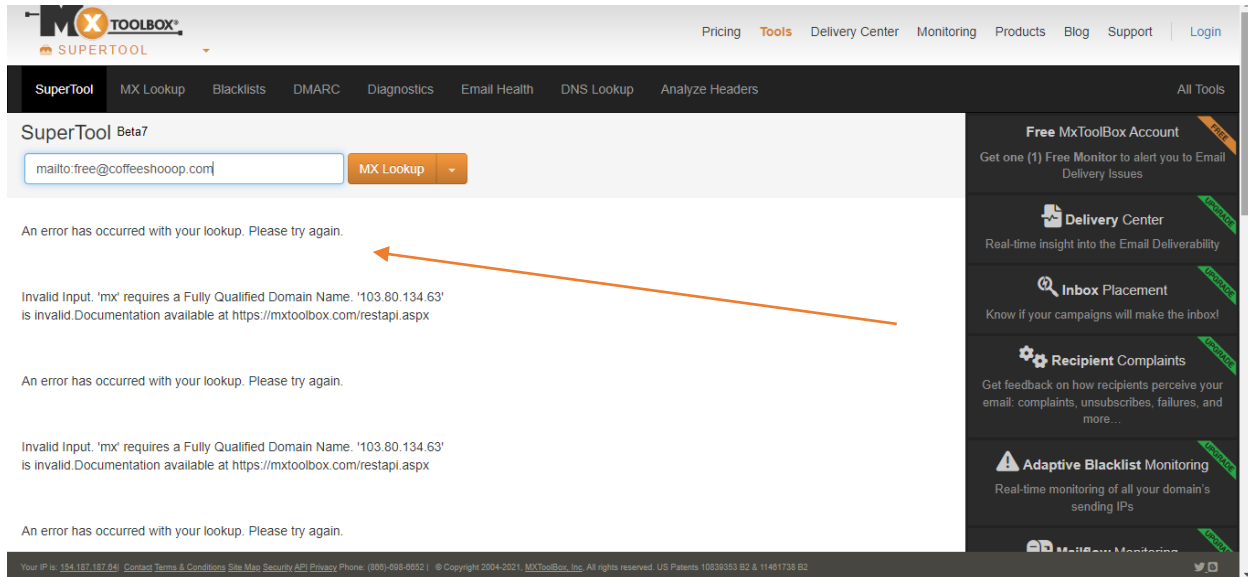 MX TOOLBOX®
SUPERTOOL
Pricing Tools Delivery Center Monitoring Products Blog Support Login
SuperTool MX Lookup Blacklists DMARC Diagnostics Email Health DNS Lookup Analyze Headers All Tools
SuperTool Beta7
mailto:free@coffeeshooop.com
MX Lookup
An error has occurred with your lookup. Please try again.
Invalid Input. 'mx' requires a Fully Qualified Domain Name. '103.80.134.63'
is invalid.Documentation available at https://mxtoolbox.com/restapi.aspx
An error has occurred with your lookup. Please try again.
Invalid Input. 'mx' requires a Fully Qualified Domain Name. '103.80.134.63'
is invalid.Documentation available at https://mxtoolbox.com/restapi.aspx
An error has occurred with your lookup. Please try again.
Free MxToolBox Account
FREE
Get one (1) Free Monitor to alert you to Email
Delivery Issues
Delivery Center
UPGRADE
Real-time insight into the Email Deliverability
Inbox Placement
UPGRADE
Know if your campaigns will make the inbox!
Recipient Complaints
UPGRADE
Get feedback on how recipients perceive your
email: complaints, unsubscribes, failures, and
more...
Adaptive Blacklist Monitoring
UPGRADE
Real-time monitoring of all your domain's
sending IPs
Mailflow Monitoring
UPGRADE
Your IP is: 154.187.187.64| Contact Terms & Conditions Site Map Security API Privacy Phone: (866)-698-6652 | © Copyright 2004-2021, MXToolBox, Inc, All rights reserved. US Patents 10839353 B2 & 11461738 B2